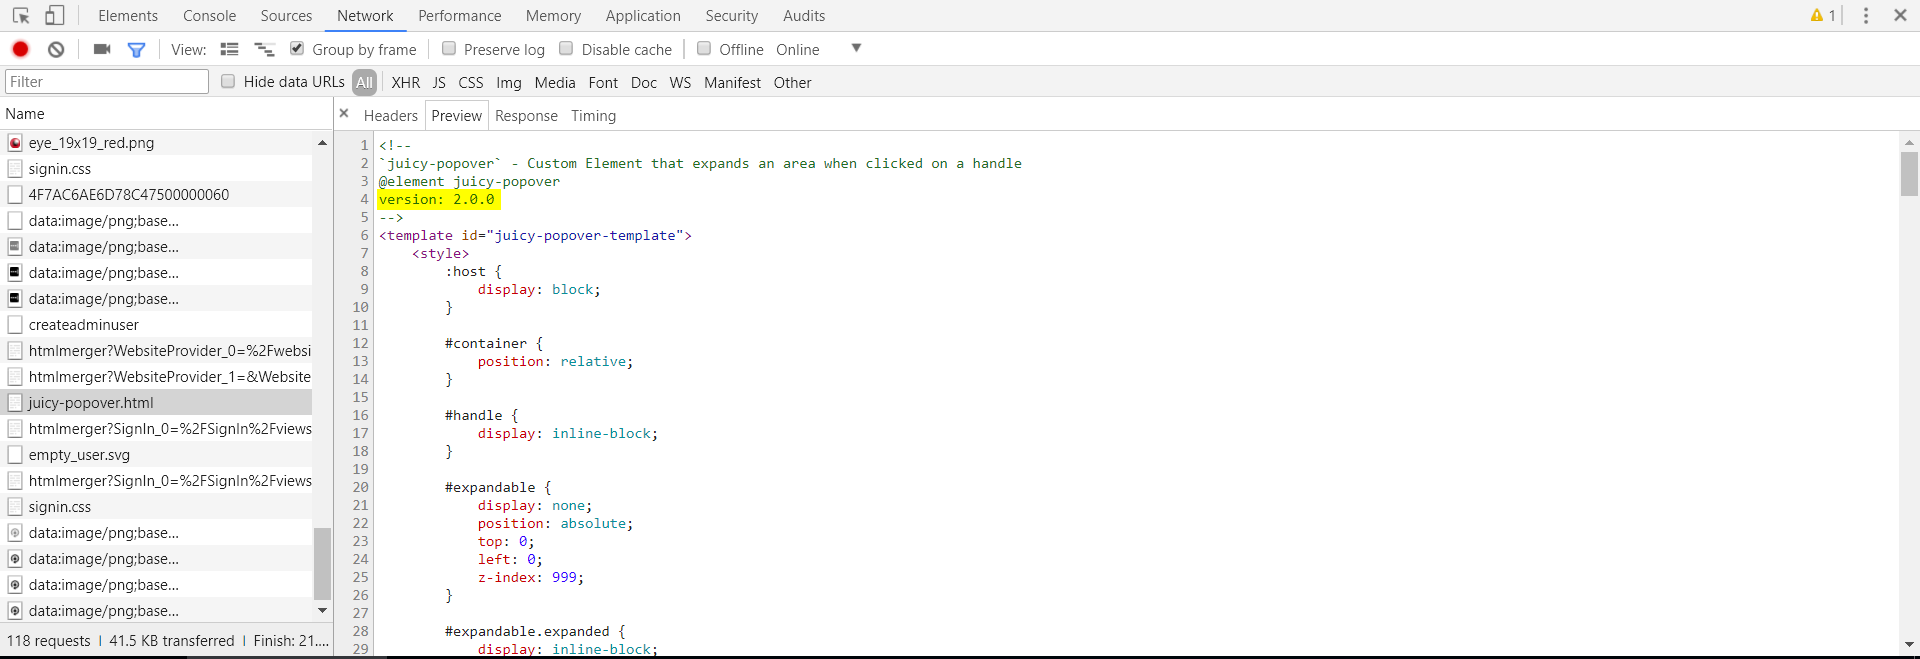 Elements Console Sources Network Performance Memory Application Security Audits 1
View: Group by frame Preserve log Disable cache Offline Online
Filter Hide data URLs All XHR JS CSS Img Media Font Doc WS Manifest Other
Name
eye_19x19_red.png
signin.css
4F7AC6AE6D78C47500000060
data:image/png;base...
data:image/png;base...
data:image/png;base...
data:image/png;base...
createadminuser
htmlmerger?WebsiteProvider_0=%2Fwebsi
htmlmerger?WebsiteProvider_1=&Website
juicy-popover.html
htmlmerger?SignIn_0=%2FSignIn%2Fviews
empty_user.svg
htmlmerger?SignIn_0=%2FSignIn%2Fviews
signin.css
data:image/png;base...
data:image/png;base...
data:image/png;base...
data:image/png;base...
118 requests | 41.5 KB transferred | Finish: 21....
× Headers Preview Response Timing
1 <!--
2 `juicy-popover` - Custom Element that expands an area when clicked on a handle
3 @element juicy-popover
4 version: 2.0.0
5 -->
6 <template id="juicy-popover-template">
7 <style>
8 :host {
9 display: block;
10 }
11
12 #container {
13 position: relative;
14 }
15
16 #handle {
17 display: inline-block;
18 }
19
20 #expandable {
21 display: none;
22 position: absolute;
23 top: 0;
24 left: 0;
25 z-index: 999;
26 }
27
28 #expandable.expanded {
29 display: inline-block;